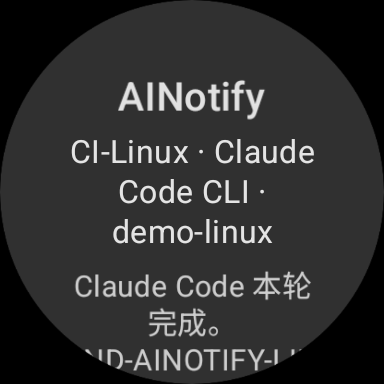 AINotify
CI-Linux · Claude
Code CLI ·
demo-linux
Claude Code 本轮
完成。